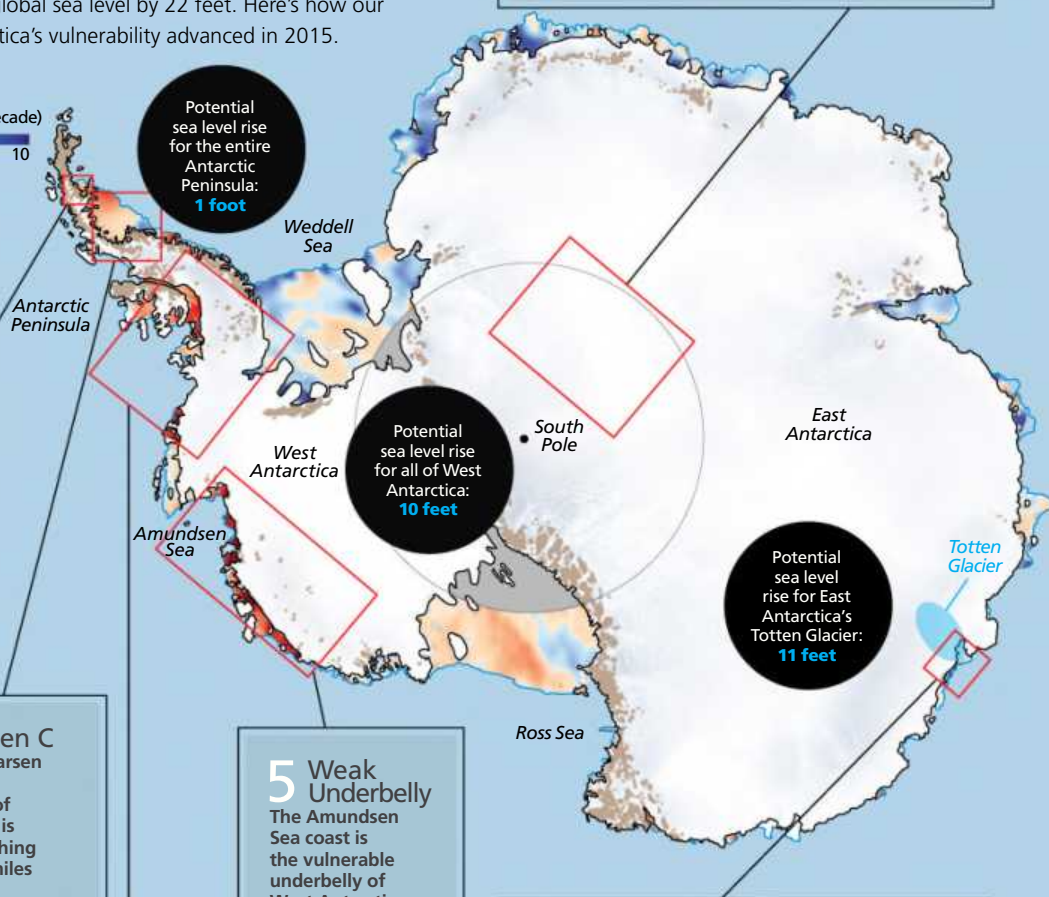 global sea level by 22 feet. Here’s how our
tica’s vulnerability advanced in 2015.
cade)
10
Potential
sea level rise
for the entire
Antarctic
Peninsula:
1 foot
Weddell
Sea
Antarctic
Peninsula
Potential
sea level rise
for all of West
Antarctica:
10 feet
South
Pole
West
Antarctica
East
Antarctica
Amundsen
Sea
Totten
Glacier
Potential
sea level
rise for East
Antarctica’s
Totten Glacier:
11 feet
Ross Sea
en C
arsen
of
is
hing
miles
5 Weak
Underbelly
The Amundsen
Sea coast is
the vulnerable
underbelly of